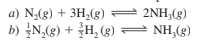 a) N₂(g) + 3H₂(g) ⇌ 2NH₃(g)
b) ½N₂(g) + 3/2H₂(g) ⇌ NH₃(g)